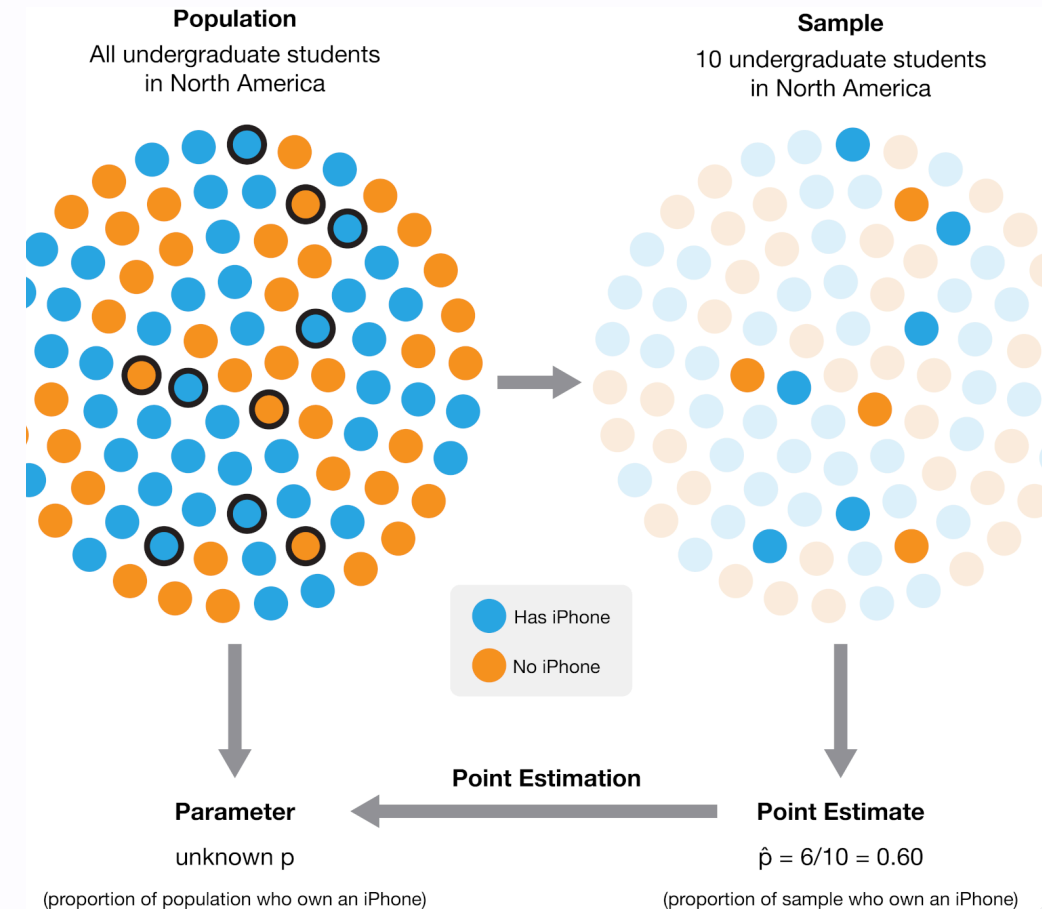 Population
All undergraduate students
in North America
Sample
10 undergraduate students
in North America
Has iPhone
No iPhone
Point Estimation
Parameter
unknown p
(proportion of population who own an iPhone)
Point Estimate
p̂ = 6/10 = 0.60
(proportion of sample who own an iPhone)